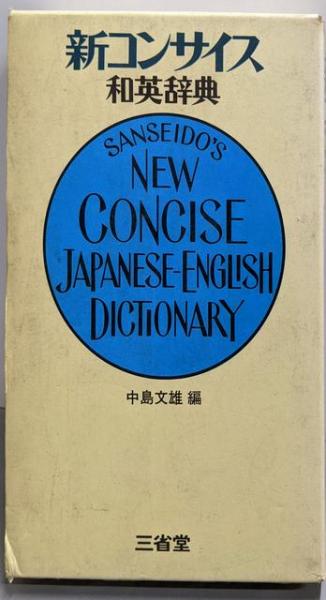 新コンサイス
和英辞典
SANSEIDO'S
NEW
CONCISE
JAPANESE-ENGLISH
DICTIONARY
中島文雄 編
三省堂